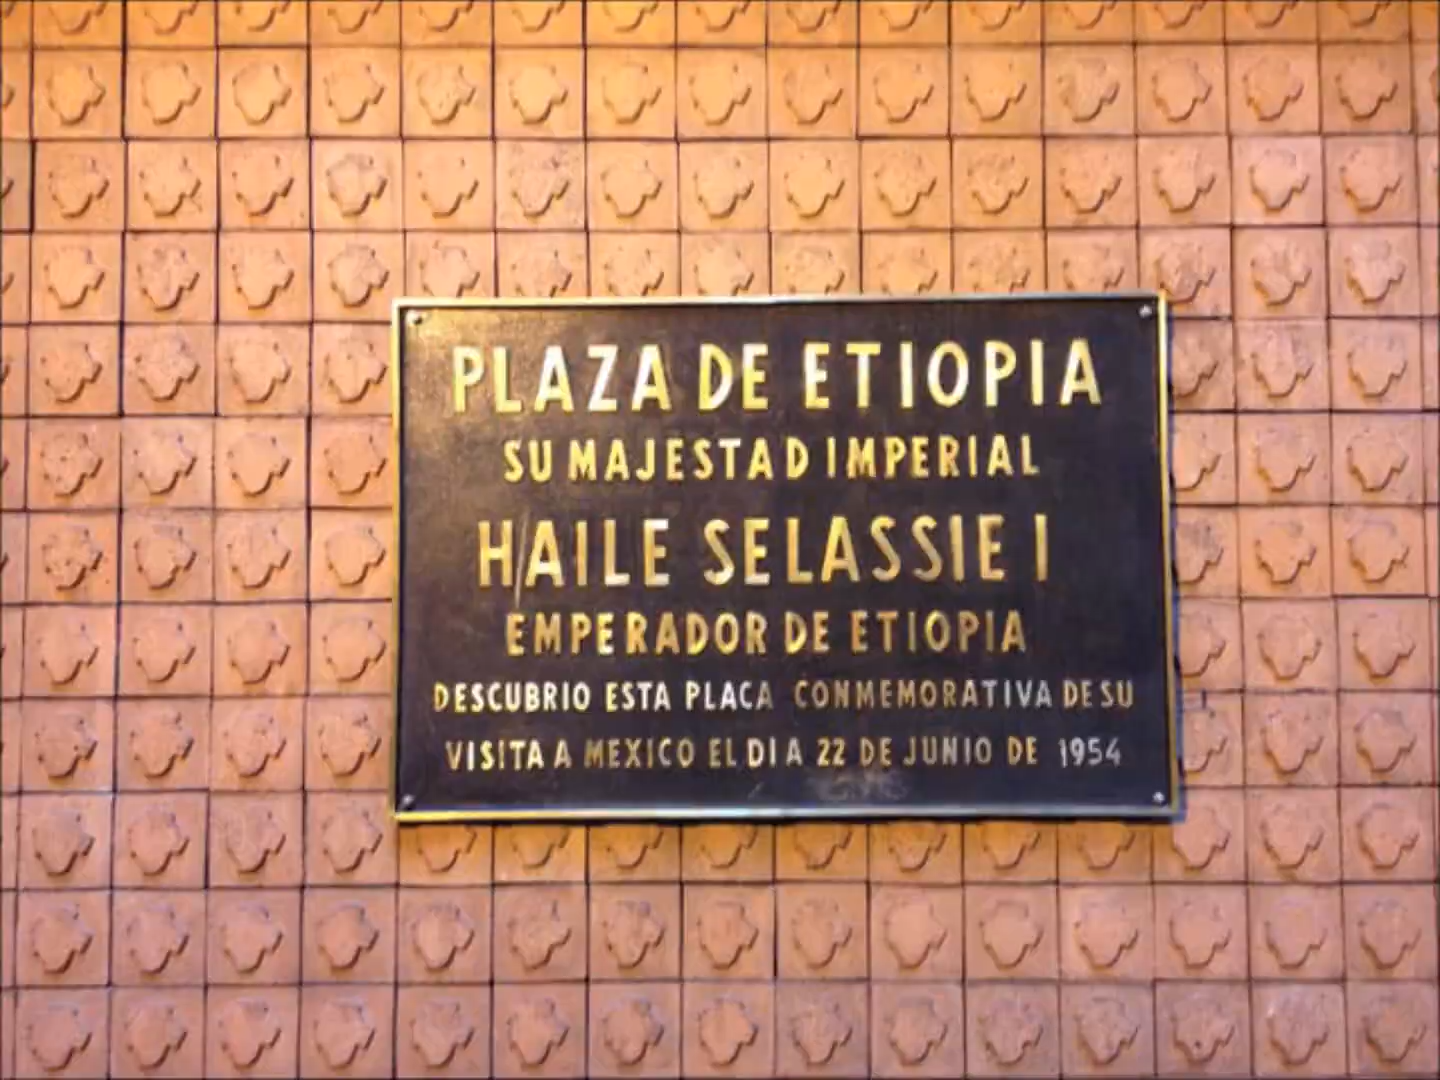 PLAZA DE ETIOPIA
SU MAJESTAD IMPERIAL
HAILE SELASSIE I
EMPERADOR DE ETIOPIA
DESCUBRIO ESTA PLACA CONMEMORATIVA DE SU
VISITA A MEXICO EL DIA 22 DE JUNIO DE 1954